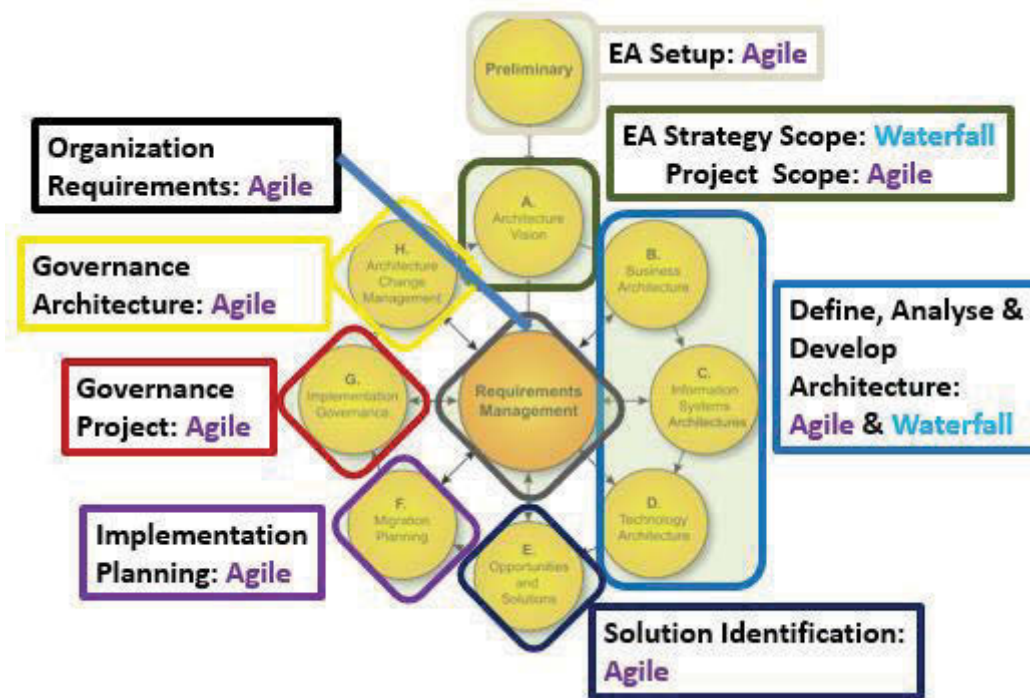 Preliminary
EA Setup: Agile
Organization
Requirements: Agile
EA Strategy Scope: Waterfall
Project Scope: Agile
A.
Architecture
Vision
H.
Architecture
Change
Management
B.
Business
Architecture
Governance
Architecture: Agile
Define, Analyse &
Develop
Architecture:
Agile & Waterfall
G.
Implementation
Governance
Requirements
Management
C.
Information
Systems
Architectures
Governance
Project: Agile
F.
Migration
Planning
D.
Technology
Architecture
Implementation
Planning: Agile
E.
Opportunities
and
Solutions
Solution Identification:
Agile